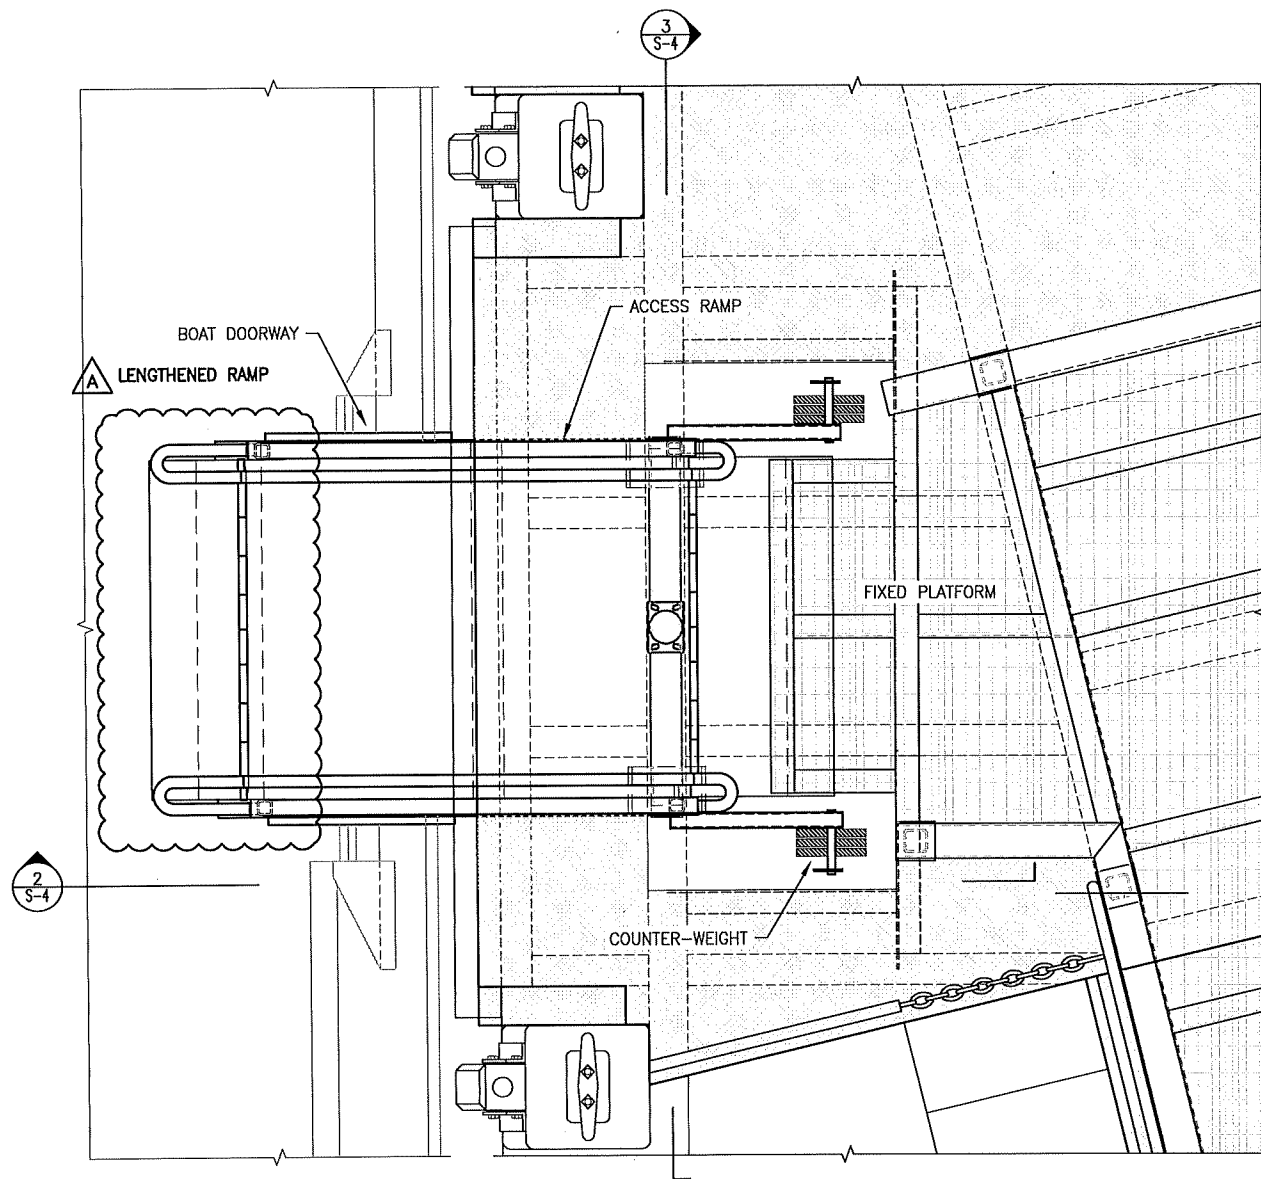 3
S-4
ACCESS RAMP
BOAT DOORWAY
A
LENGTHENED RAMP
FIXED PLATFORM
2
S-4
COUNTER-WEIGHT